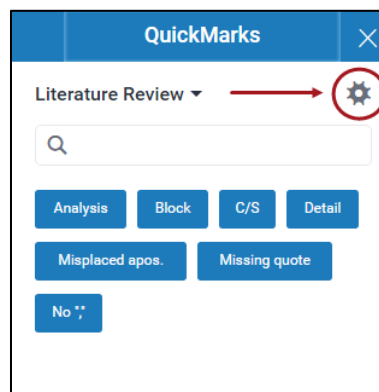 QuickMarks
Literature Review
Analysis Block C/S Detail
Misplaced apos. Missing quote
No ","